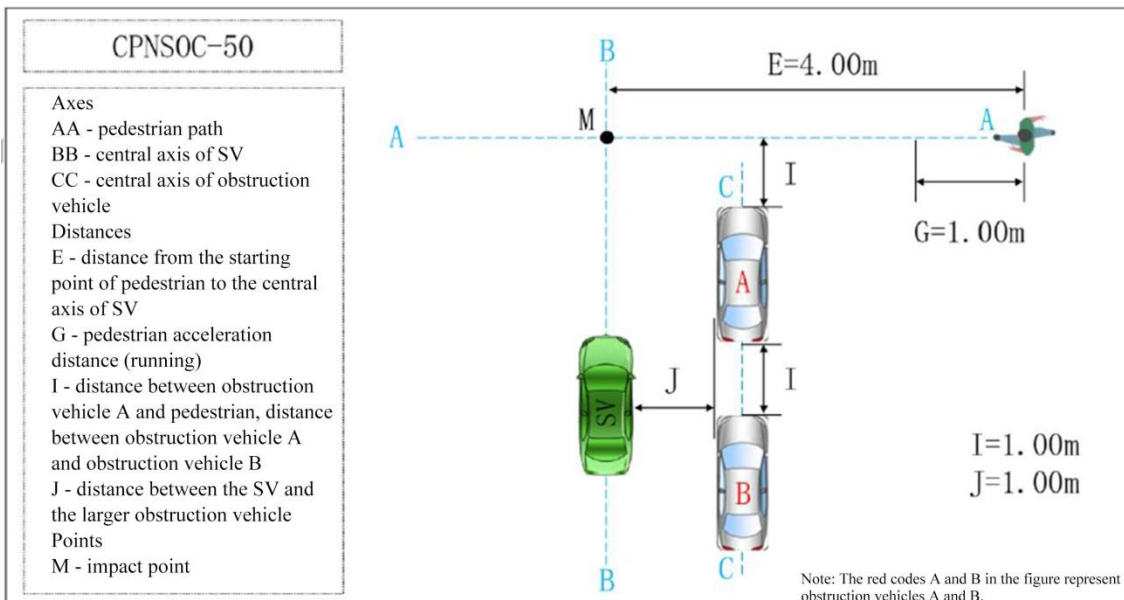 CPNSOC-50
Axes
AA - pedestrian path
BB - central axis of SV
CC - central axis of obstruction
vehicle
Distances
E - distance from the starting
point of pedestrian to the central
axis of SV
G - pedestrian acceleration
distance (running)
I - distance between obstruction
vehicle A and pedestrian, distance
between obstruction vehicle A
and obstruction vehicle B
J - distance between the SV and
the larger obstruction vehicle
Points
M - impact point
B
E=4.00m
M
A
A
I
C
G=1.00m
A
I
J
SV
B
I=1.00m
J=1.00m
B
C
Note: The red codes A and B in the figure represent
obstruction vehicles A and B.